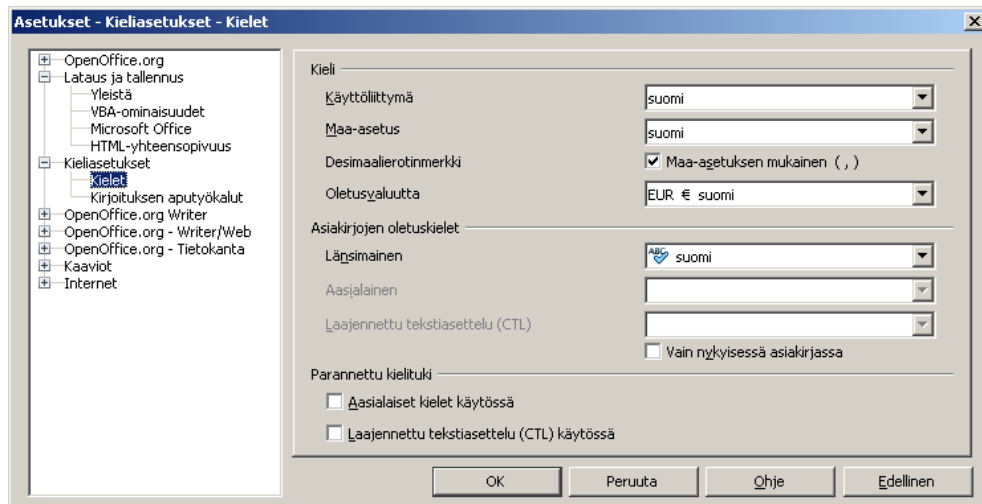 Asetukset - Kieliasetukset - Kielet
OpenOffice.org
Lataus ja tallennus
Yleistä
VBA-ominaisuudet
Microsoft Office
HTML-yhteensopivuus
Kieliasetukset
Kielet
Kirjoituksen aputyökalut
OpenOffice.org Writer
OpenOffice.org - Writer/Web
OpenOffice.org - Tietokanta
Kaaviot
Internet
Kieli
Käyttöliittymä suomi
Maa-asetus suomi
Desimaalierotinmerkki Maa-asetuksen mukainen ( , )
Oletusvaluutta EUR € suomi
Asiakirjojen oletuskielet
Länsimainen ABC suomi
Aasialainen
Laajennettu tekstiasettelu (CTL)
Vain nykyisessä asiakirjassa
Parannettu kielituki
Aasialaiset kielet käytössä
Laajennettu tekstiasettelu (CTL) käytössä
OK Peruuta Ohje Edellinen